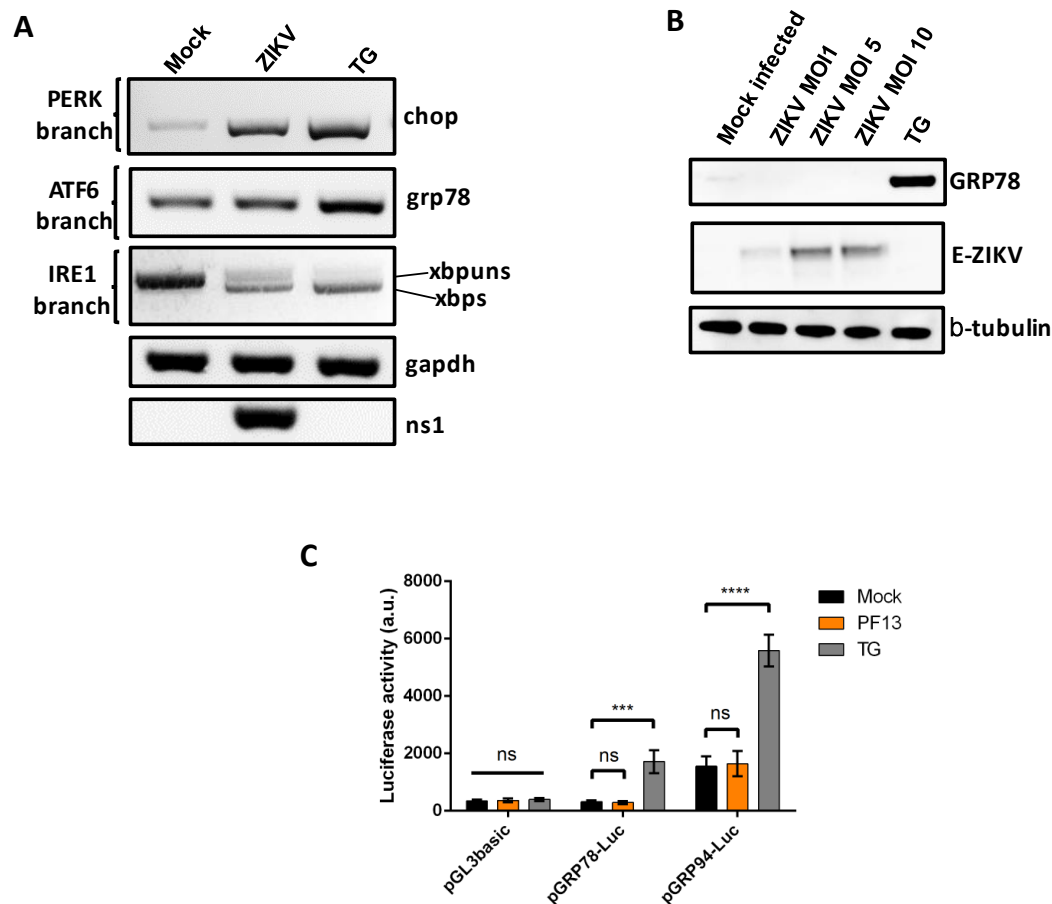 A
Mock ZIKV TG
PERK
branch
chop
ATF6
branch
grp78
IRE1
branch
xbpuns
xbps
gapdh
ns1
B
Mock infected ZIKV MOI1 ZIKV MOI 5 ZIKV MOI 10 TG
GRP78
E-ZIKV
b-tubulin
C
Luciferase activity (a.u.)
8000
6000
4000
2000
0
ns
ns
***
ns
****
Mock
PF13
TG
pGL3basic
pGRP78-Luc
pGRP94-Luc